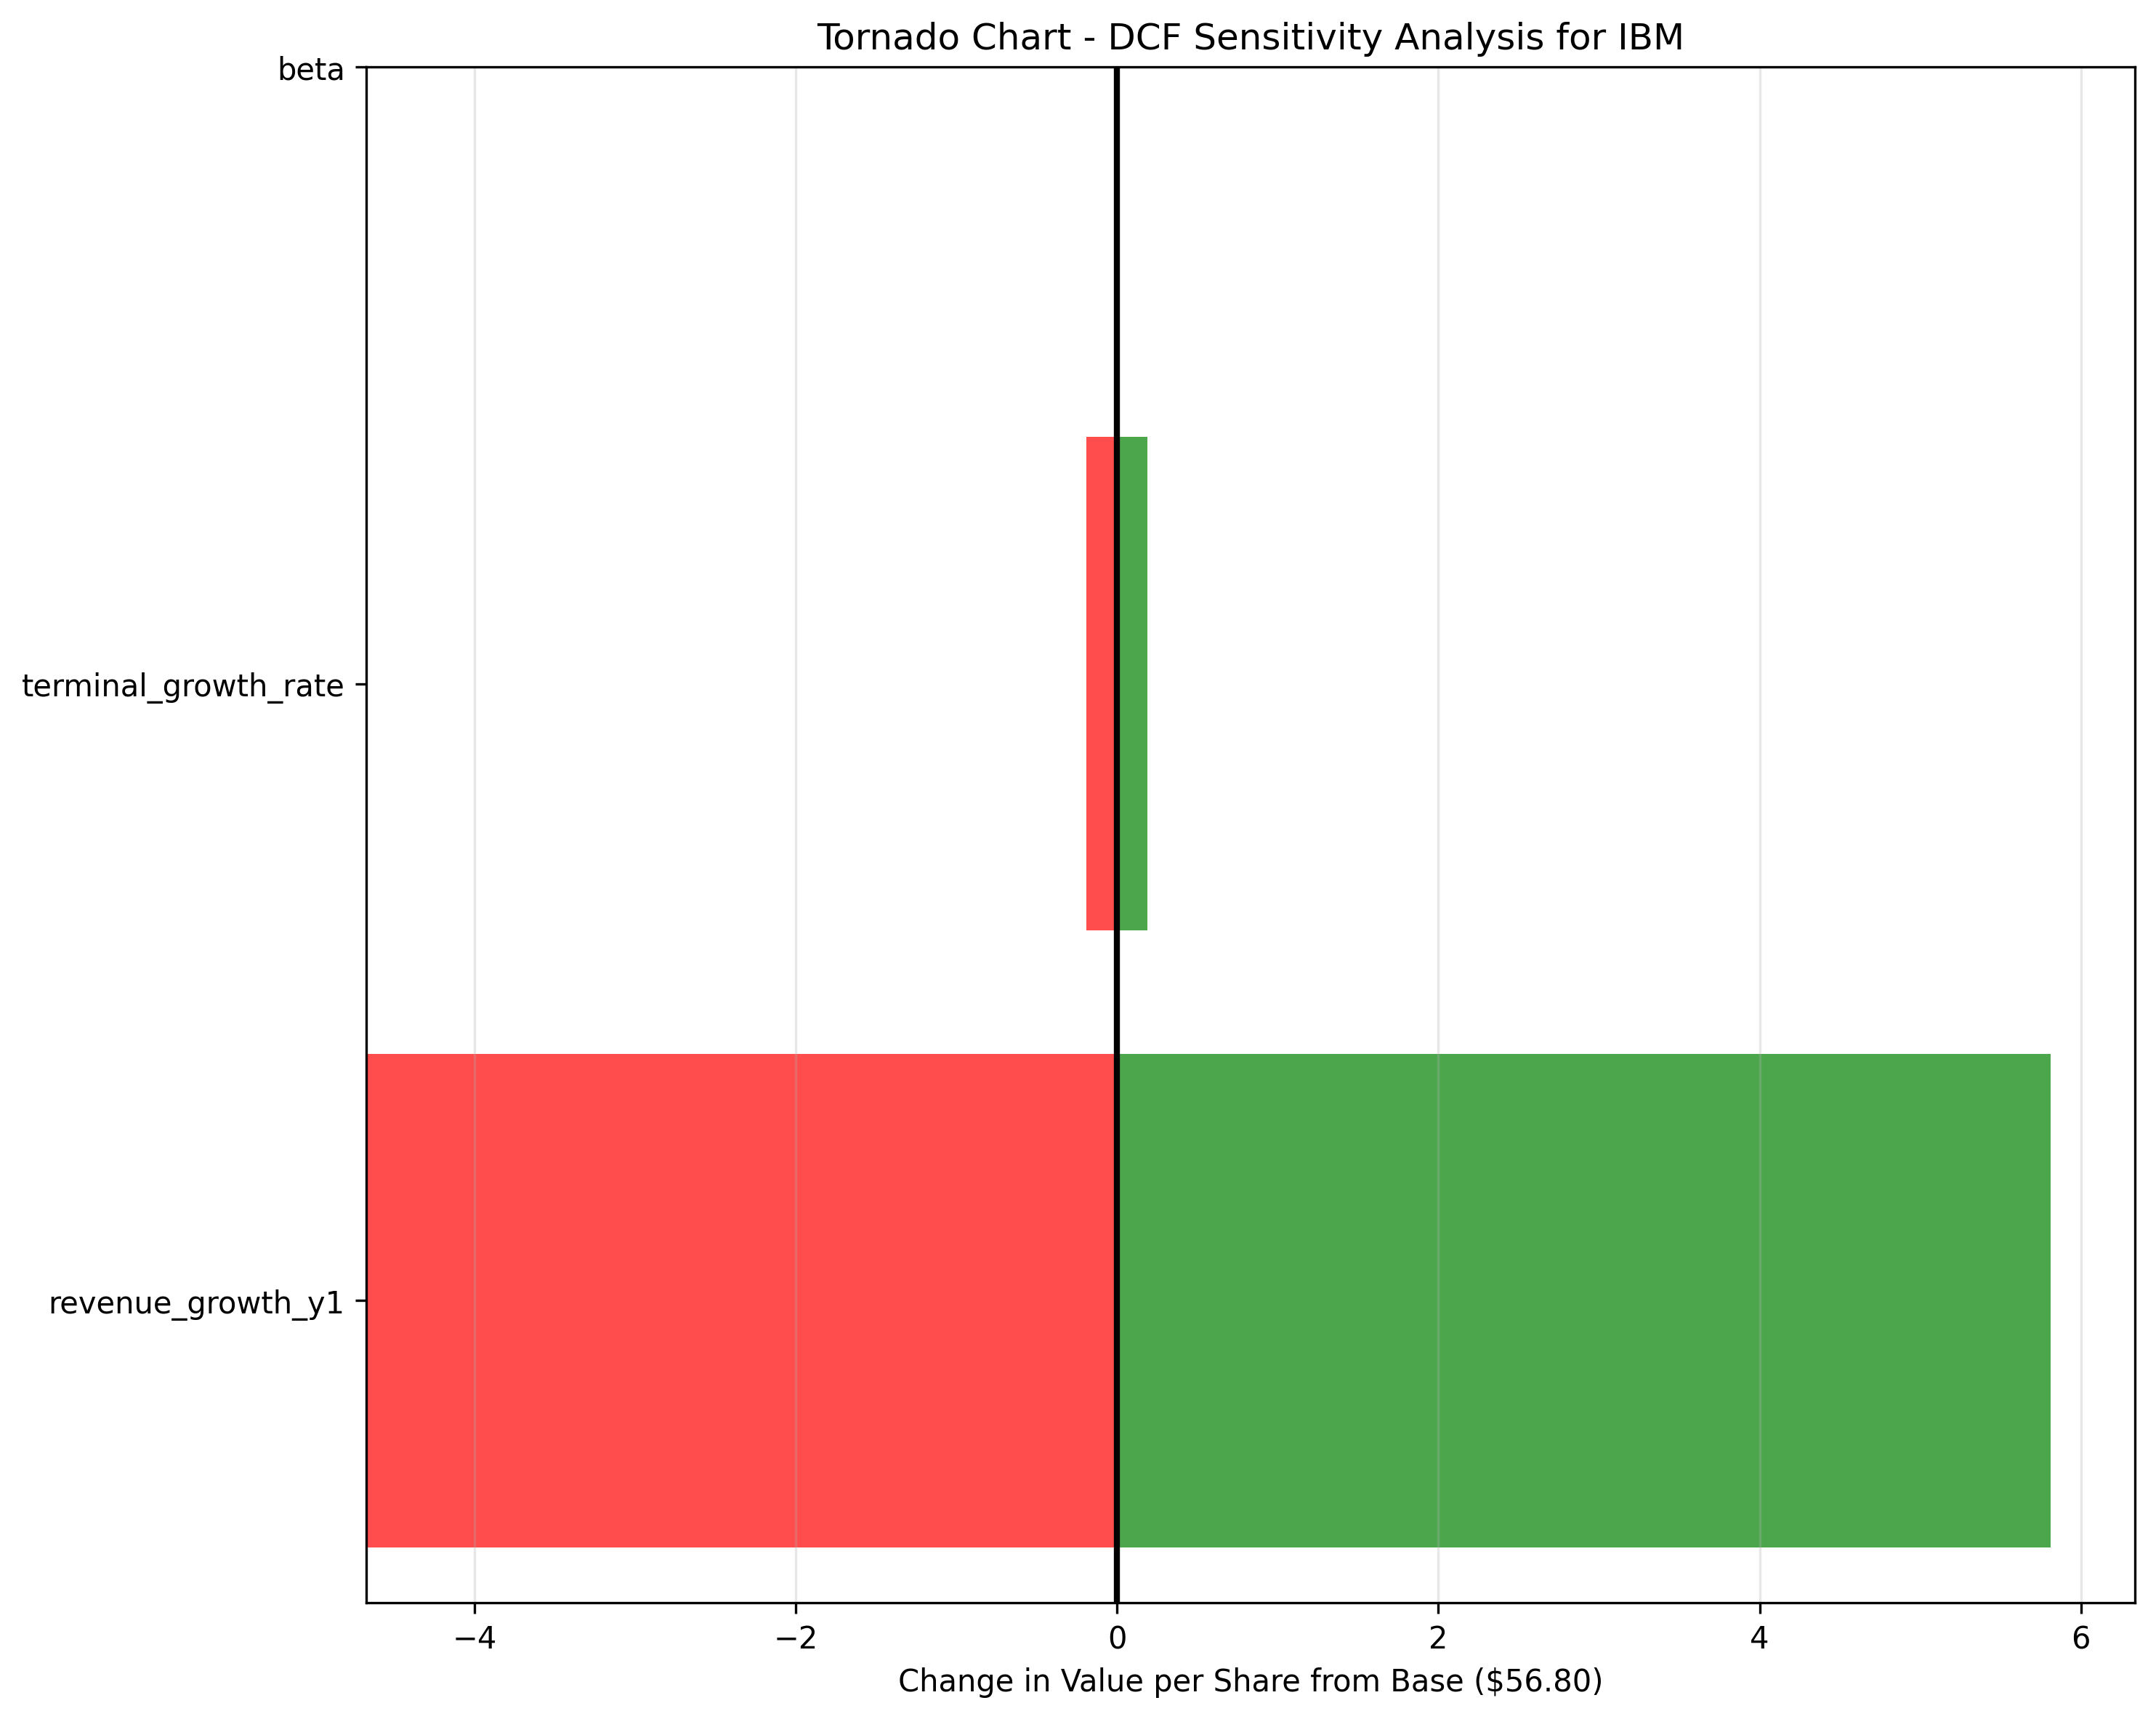 Tornado Chart - DCF Sensitivity Analysis for IBM
beta
terminal_growth_rate
revenue_growth_y1
−4 −2 0 2 4 6
Change in Value per Share from Base ($56.80)